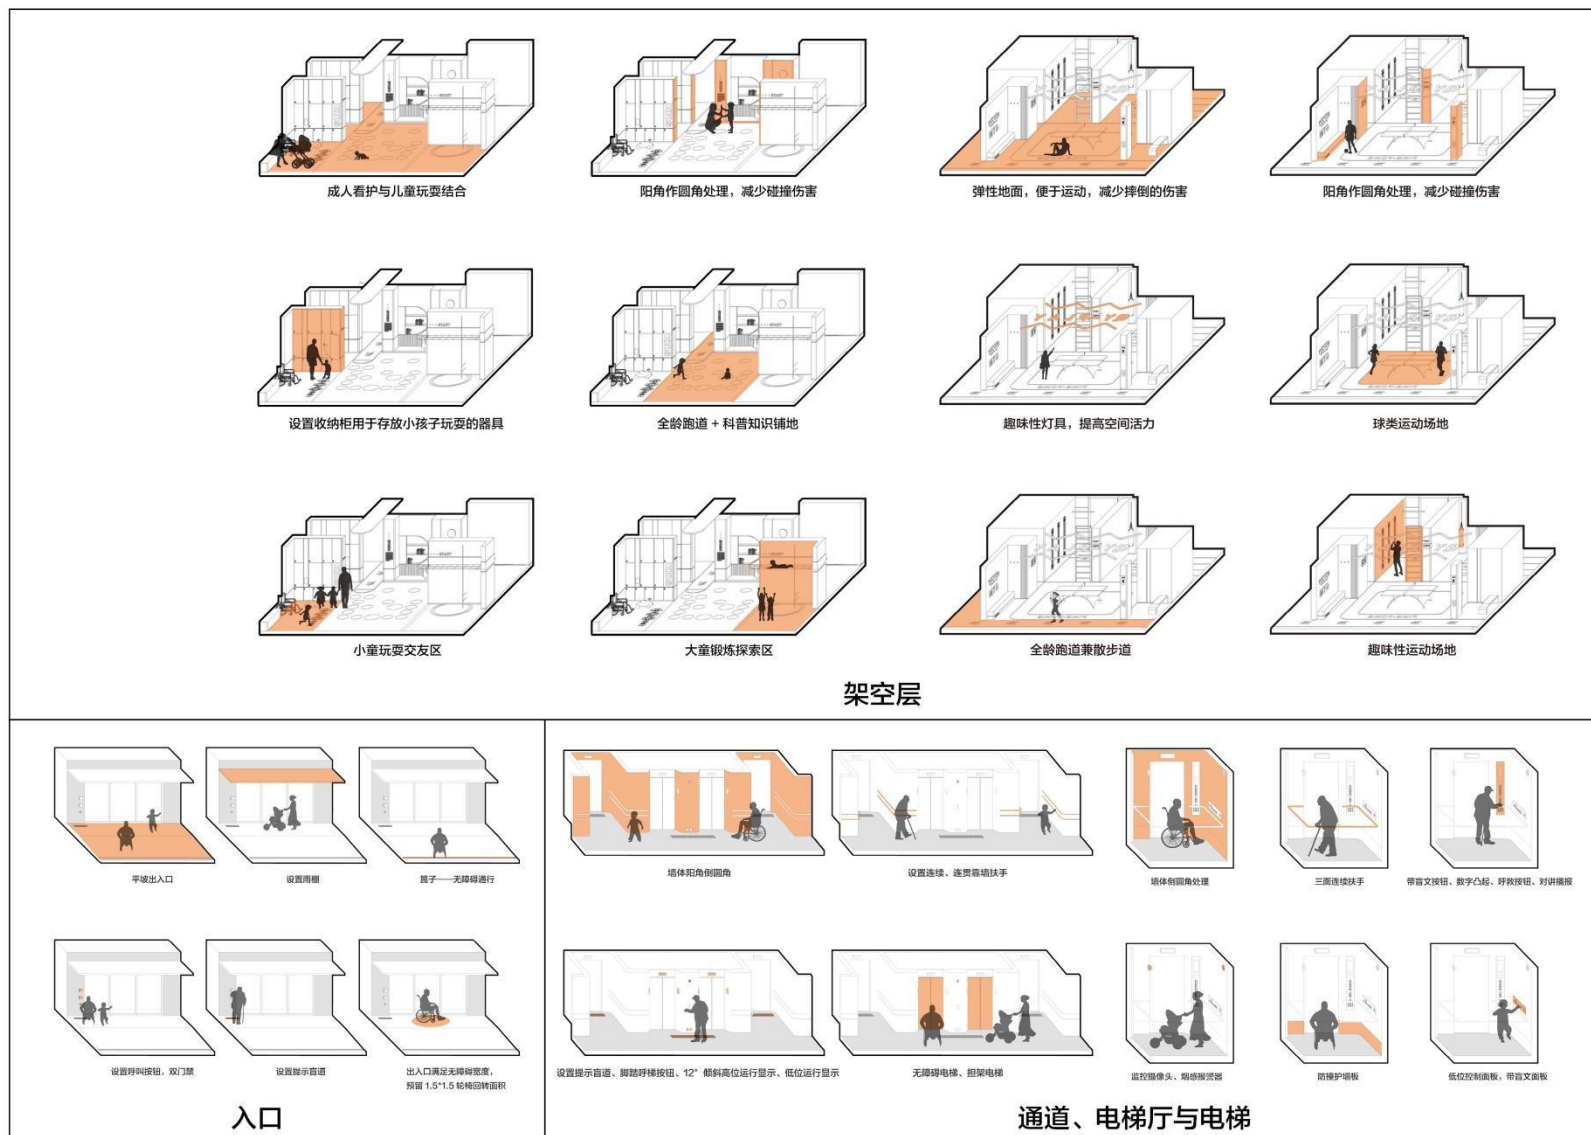 成人看护与儿童玩耍结合
阳角作圆角处理，减少碰撞伤害
弹性地面，便于运动，减少摔倒的伤害
阳角作圆角处理，减少碰撞伤害
设置收纳柜用于存放小孩子玩耍的器具
全龄跑道 + 科普知识铺地
趣味性灯具，提高空间活力
球类运动场地
小童玩耍交友区
大童锻炼探索区
全龄跑道兼散步道
趣味性运动场地
架空层
平坡出入口
设置雨棚
篦子——无障碍通行
设置呼叫按钮，双门禁
设置提示盲道
出入口满足无障碍宽度，
预留 1.5*1.5 轮椅回转面积
入口
墙体阳角倒圆角
设置连续、连贯靠墙扶手
墙体倒圆角处理
三面连续扶手
带盲文按钮、数字凸起、呼救按钮、对讲播报
设置提示盲道、脚踏呼梯按钮、12° 倾斜高位运行显示、低位运行显示
无障碍电梯、担架电梯
监控摄像头、烟感报警器
防撞护墙板
低位控制面板，带盲文面板
通道、电梯厅与电梯